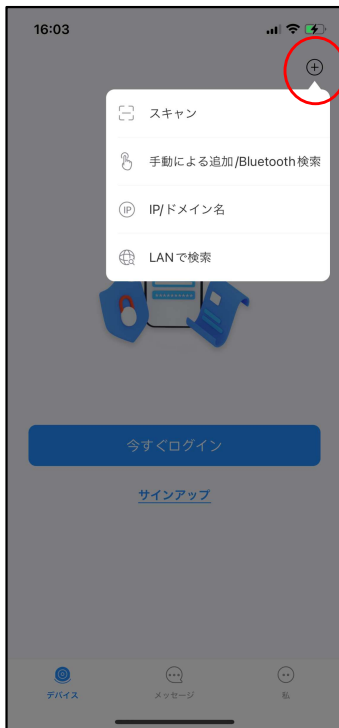 16:03
スキャン
手動による追加/Bluetooth検索
IP
IP/ドメイン名
LANで検索
今すぐログイン
サインアップ
デバイス
メッセージ
私